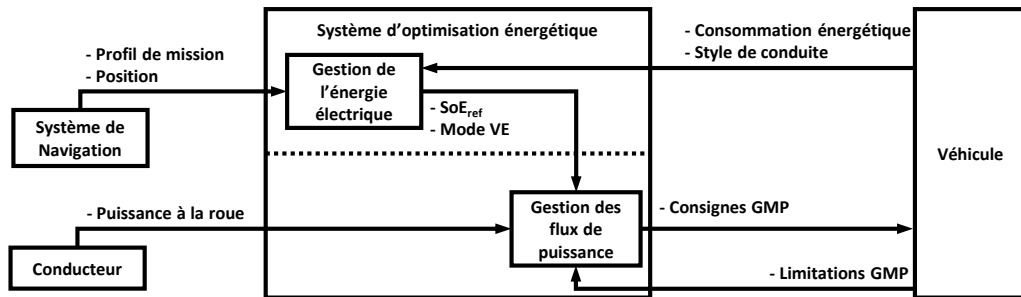 Système d'optimisation énergétique
- Consommation énergétique
- Style de conduite
- Profil de mission
- Position
Gestion de
l'énergie
électrique
- SoEref
- Mode VE
Système de
Navigation
Véhicule
- Puissance à la roue
Gestion des
flux de
puissance
- Consignes GMP
Conducteur
- Limitations GMP